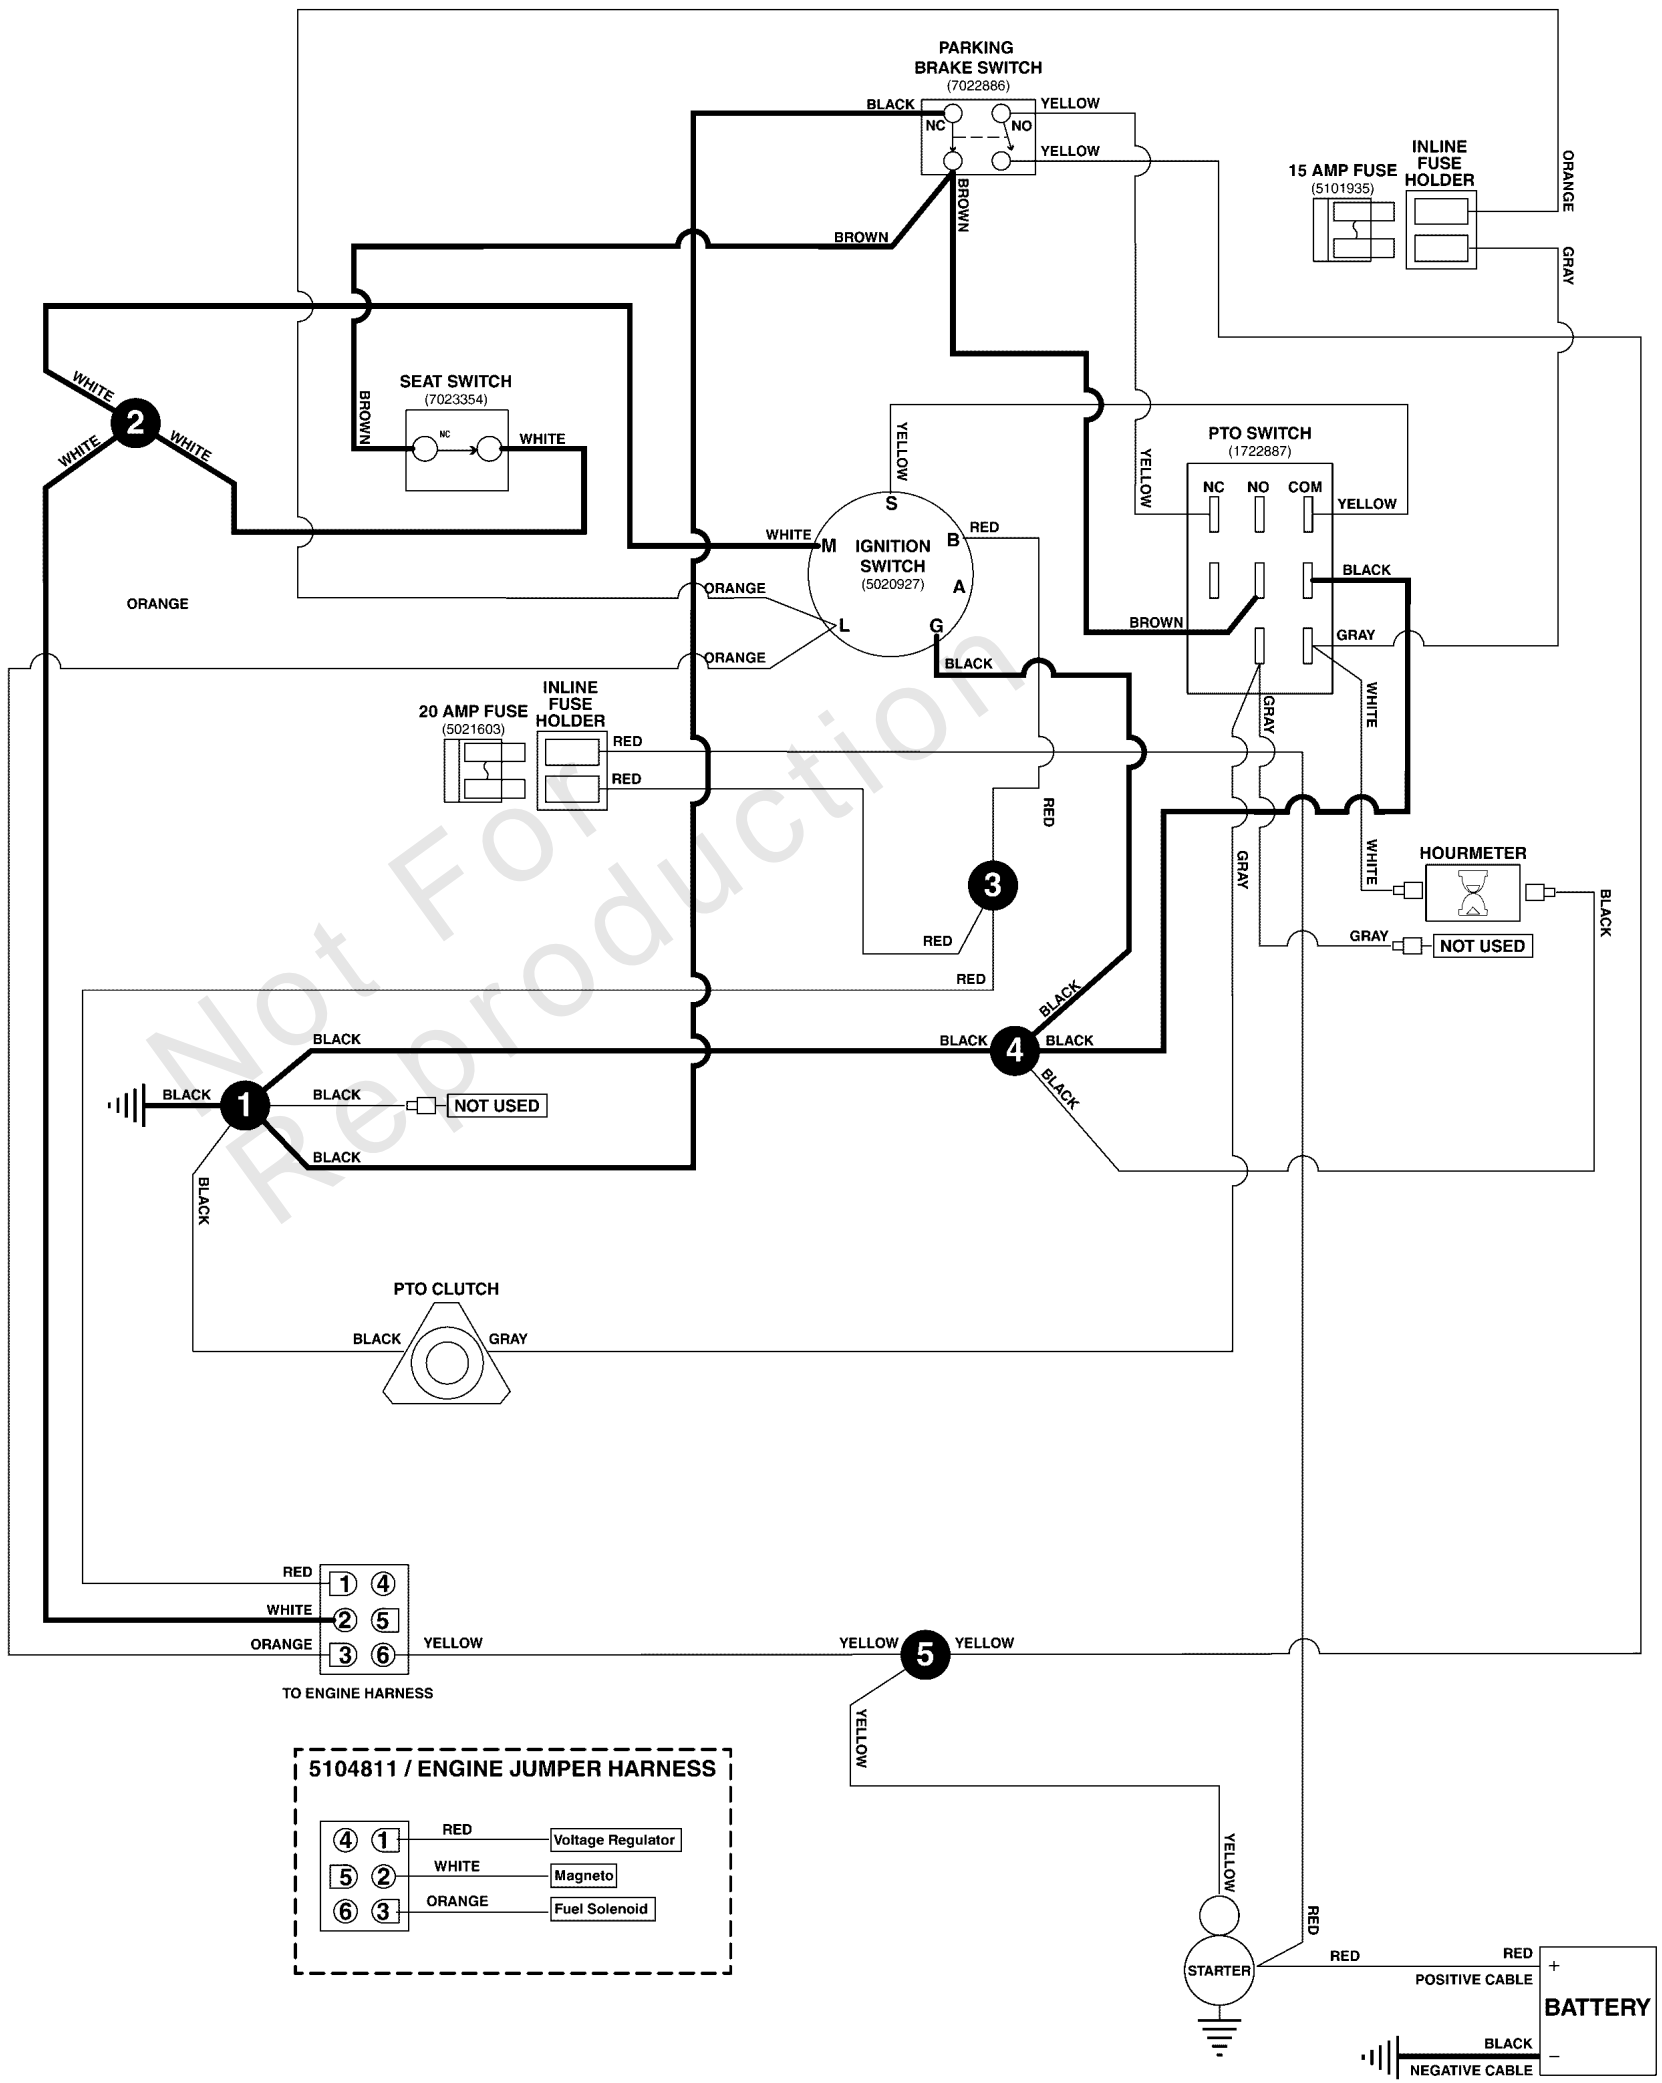 PARKING
BRAKE SWITCH
(7022886)
BLACK
YELLOW
NC
NO
YELLOW
BROWN
BROWN
15 AMP FUSE
(5101935)
INLINE
FUSE
HOLDER
ORANGE
GRAY
WHITE
2
WHITE
WHITE
SEAT SWITCH
(7023354)
BROWN
NC
WHITE
YELLOW
YELLOW
PTO SWITCH
(1722887)
NC
NO
COM
YELLOW
BLACK
BROWN
GRAY
WHITE
GRAY
WHITE
M
S
B
RED
IGNITION
SWITCH
(5020927)
A
L
G
BLACK
ORANGE
ORANGE
ORANGE
20 AMP FUSE
(5021603)
INLINE
FUSE
HOLDER
RED
RED
RED
3
RED
RED
GRAY
WHITE
HOURMETER
BLACK
GRAY
NOT USED
Not For
Reproduction
BLACK
BLACK
4
BLACK
BLACK
BLACK
BLACK
1
BLACK
NOT USED
BLACK
BLACK
PTO CLUTCH
BLACK
GRAY
RED
1
4
WHITE
2
5
ORANGE
3
6
YELLOW
TO ENGINE HARNESS
YELLOW
5
YELLOW
YELLOW
5104811 / ENGINE JUMPER HARNESS
4
1
RED
Voltage Regulator
5
2
WHITE
Magneto
6
3
ORANGE
Fuel Solenoid
YELLOW
RED
STARTER
RED
RED
+
POSITIVE CABLE
BATTERY
BLACK
–
NEGATIVE CABLE